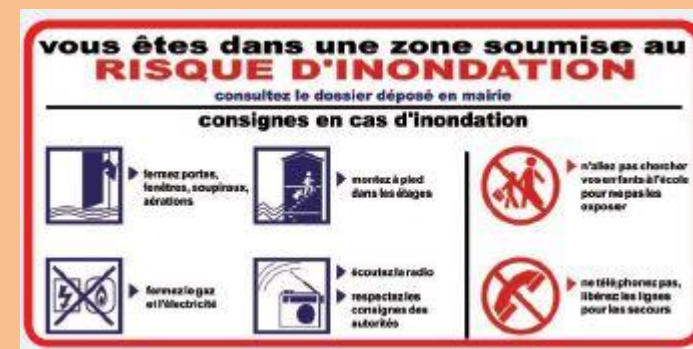 vous êtes dans une zone soumise au
RISQUE D'INONDATION
consultez le dossier déposé en mairie
consignes en cas d'inondation
fermez portes,
fenêtres, soupiraux,
aérations
montez à pied
dans les étages
n'allez pas chercher
vos enfants à l'école
pour ne pas les
exposer
fermez le gaz
et l'électricité
écoutez la radio
respectez les
consignes des
autorités
ne téléphonez pas,
libérez les lignes
pour les secours